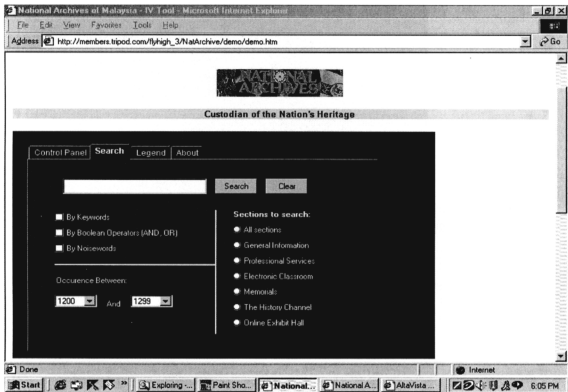 National Archives of Malaysia - IV Tool - Microsoft Internet Explorer
File Edit View Favorites Tools Help
Address http://members.tripod.com/flyhigh_3/NatArchive/demo/demo.htm Go
NATIONAL
ARCHIVES
Custodian of the Nation's Heritage
Control Panel Search Legend About
Search Clear
By Keywords
By Boolean Operators (AND, OR)
By Noisewords
Occurence Between:
1200 And 1299
Sections to search:
All sections
General Information
Professional Services
Electronic Classroom
Memorials
The History Channel
Online Exhibit Hall
Done Internet
Start Exploring -... Paint Sho... National... National A... AltaVista ... 6:05 PM